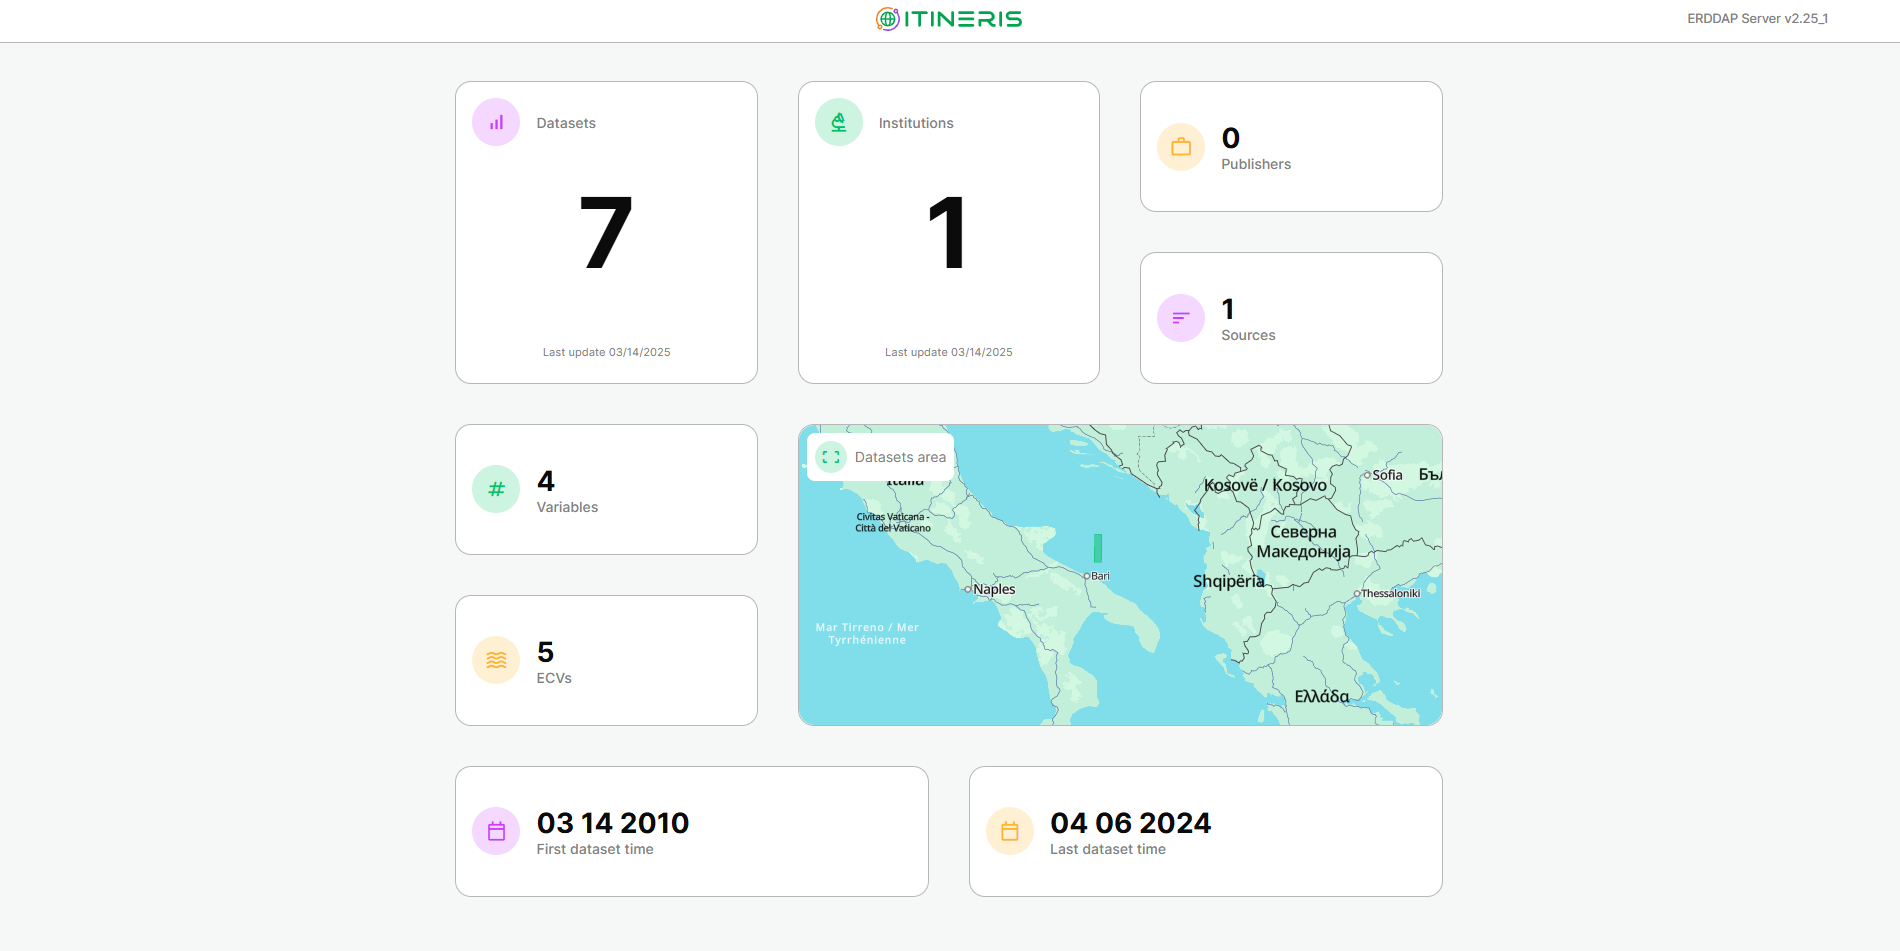 ITINERIS
ERDDAP Server v2.25_1
Datasets
7
Last update 03/14/2025
Institutions
1
Last update 03/14/2025
0
Publishers
1
Sources
4
Variables
5
ECVs
Datasets area
Italia
Civitas Vaticana -
Città del Vaticano
Naples
Bari
Mar Tirreno / Mer
Tyrrhénienne
Kosovë / Kosovo
Sofia
Бъл
Северна
Македонија
Shqipëria
Thessaloniki
Ελλάδα
03 14 2010
First dataset time
04 06 2024
Last dataset time